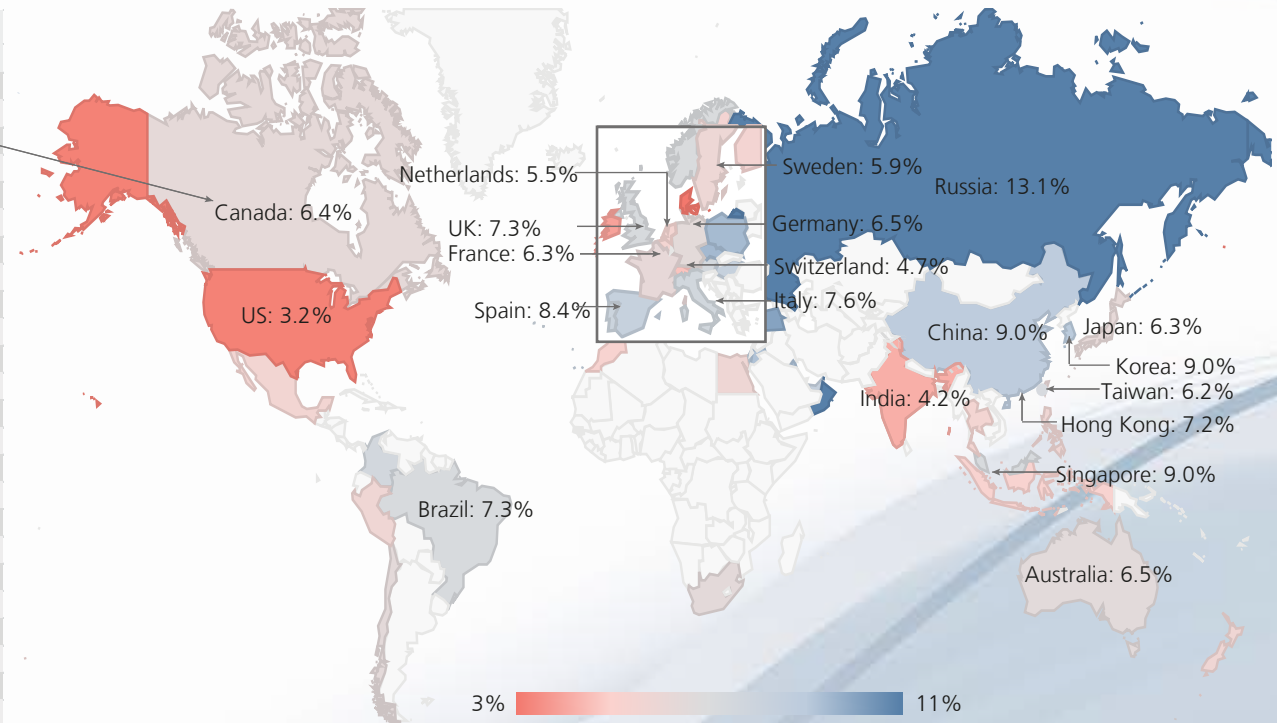 Netherlands: 5.5%
Sweden: 5.9%
Russia: 13.1%
Canada: 6.4%
UK: 7.3%
Germany: 6.5%
France: 6.3%
Switzerland: 4.7%
Spain: 8.4%
Italy: 7.6%
US: 3.2%
China: 9.0%
Japan: 6.3%
Korea: 9.0%
Taiwan: 6.2%
India: 4.2%
Hong Kong: 7.2%
Singapore: 9.0%
Brazil: 7.3%
Australia: 6.5%
3%
11%